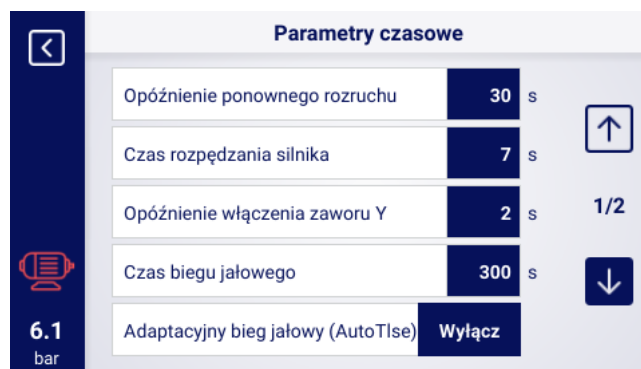 Parametry czasowe
Opóźnienie ponownego rozruchu 30 s
Czas rozpędzania silnika 7 s
Opóźnienie włączenia zaworu Y 2 s
1/2
Czas biegu jałowego 300 s
Adaptacyjny bieg jałowy (AutoTlse) Wyłącz
6.1
bar